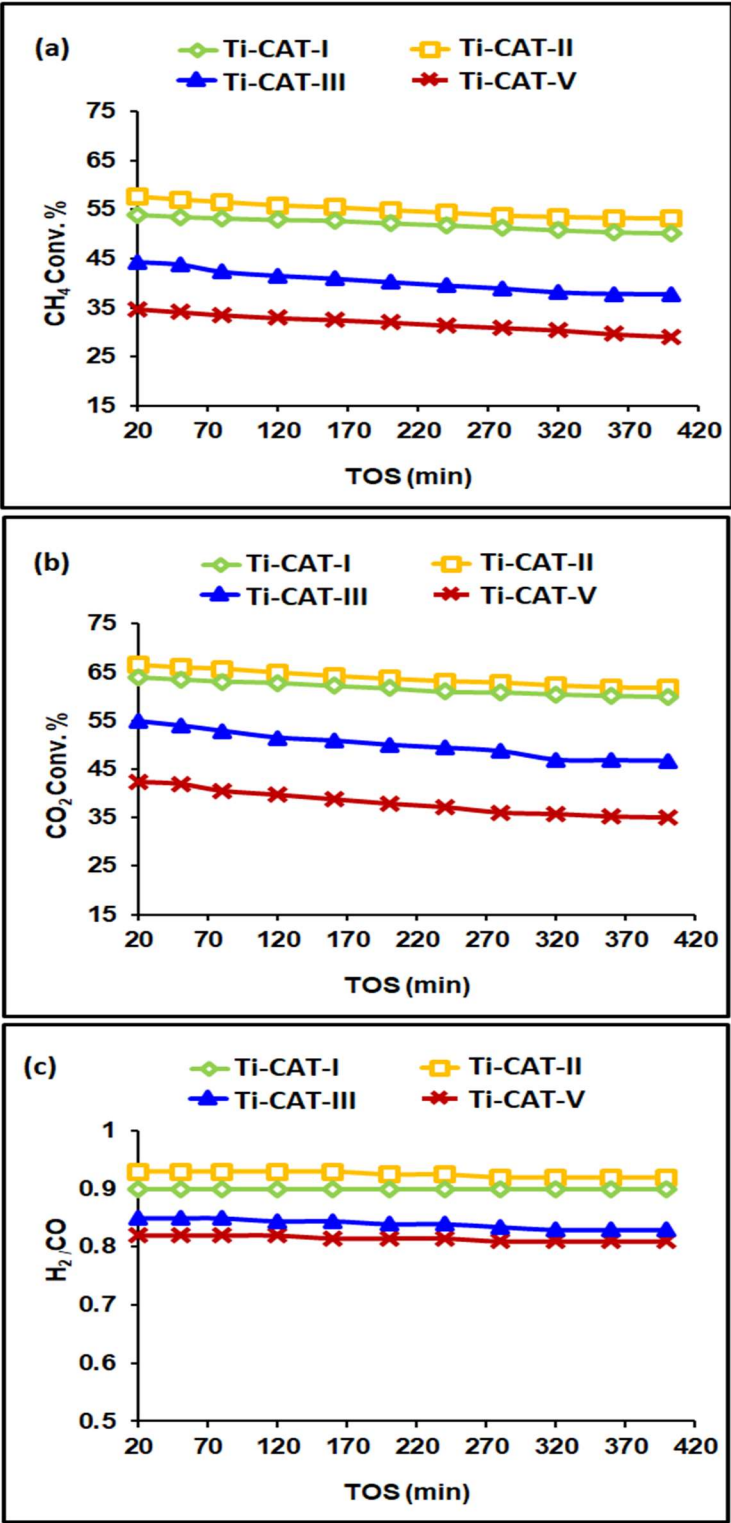 (a)
Ti-CAT-I Ti-CAT-II
Ti-CAT-III Ti-CAT-V
75
65
55
45
35
25
15
CH₄ Conv. %
20 70 120 170 220 270 320 370 420
TOS (min)
(b)
Ti-CAT-I Ti-CAT-II
Ti-CAT-III Ti-CAT-V
75
65
55
45
35
25
15
CO₂ Conv. %
20 70 120 170 220 270 320 370 420
TOS (min)
(c)
Ti-CAT-I Ti-CAT-II
Ti-CAT-III Ti-CAT-V
1
0.9
0.8
0.7
0.6
0.5
H₂/CO
20 70 120 170 220 270 320 370 420
TOS (min)